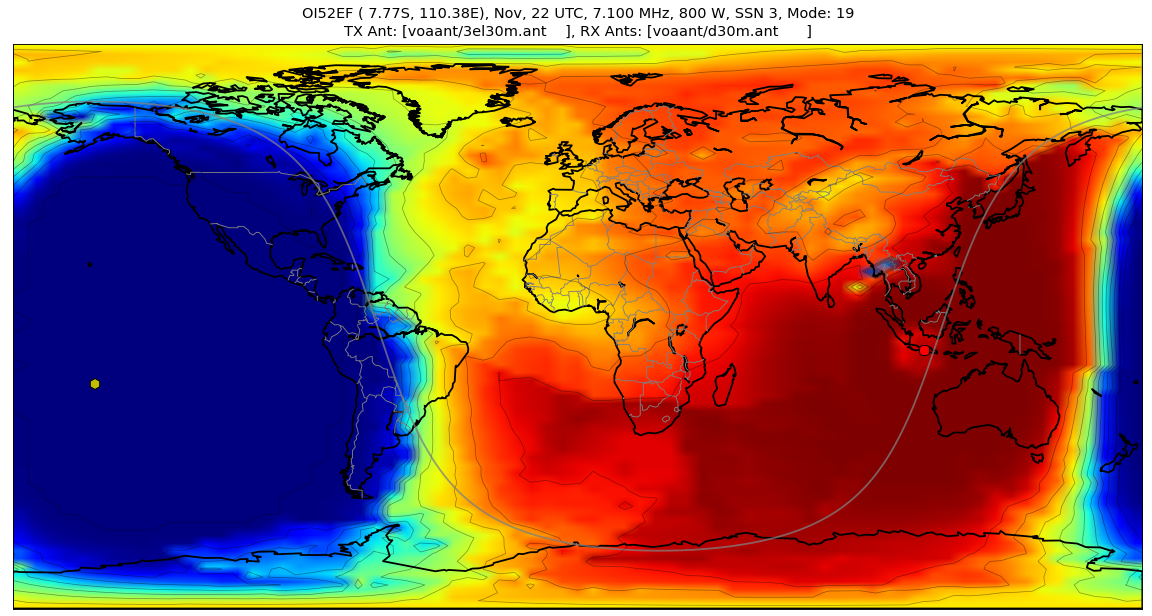 OI52EF ( 7.77S, 110.38E), Nov, 22 UTC, 7.100 MHz, 800 W, SSN 3, Mode: 19
TX Ant: [voaant/3el30m.ant    ], RX Ants: [voaant/d30m.ant      ]